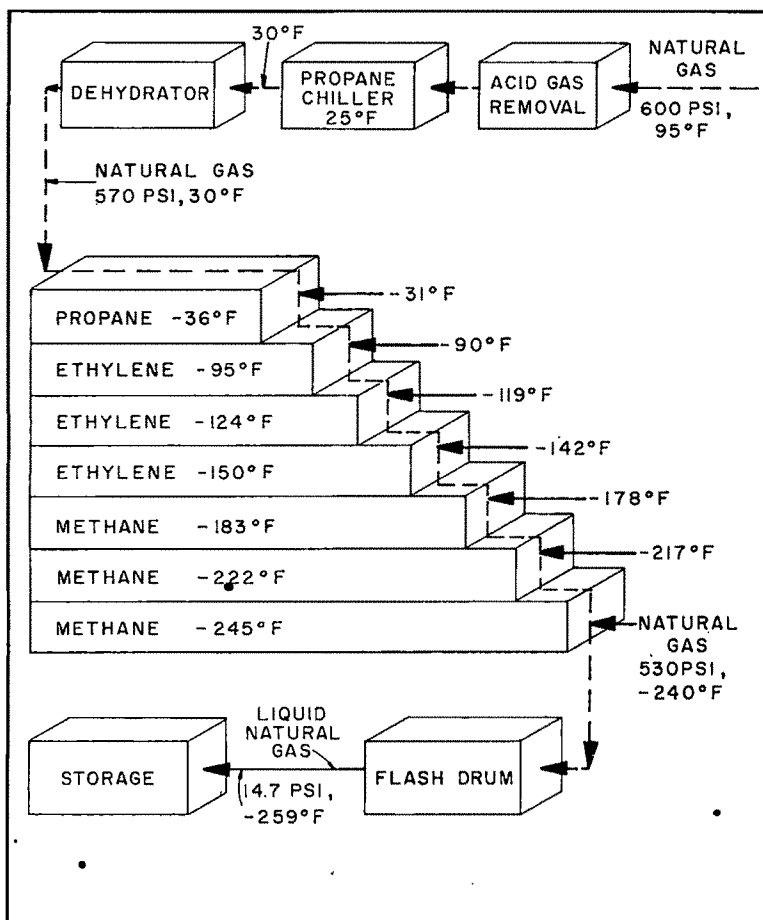 30°F
NATURAL
GAS
600 PSI,
95°F
DEHYDRATOR
PROPANE
CHILLER
25°F
ACID GAS
REMOVAL
NATURAL GAS
570 PSI, 30°F
PROPANE -36°F
-31°F
ETHYLENE -95°F
-90°F
ETHYLENE -124°F
-119°F
ETHYLENE -150°F
-142°F
METHANE -183°F
-178°F
METHANE -222°F
-217°F
METHANE -245°F
NATURAL
GAS
530PSI,
-240°F
STORAGE
LIQUID
NATURAL
GAS
14.7 PSI,
-259°F
FLASH DRUM